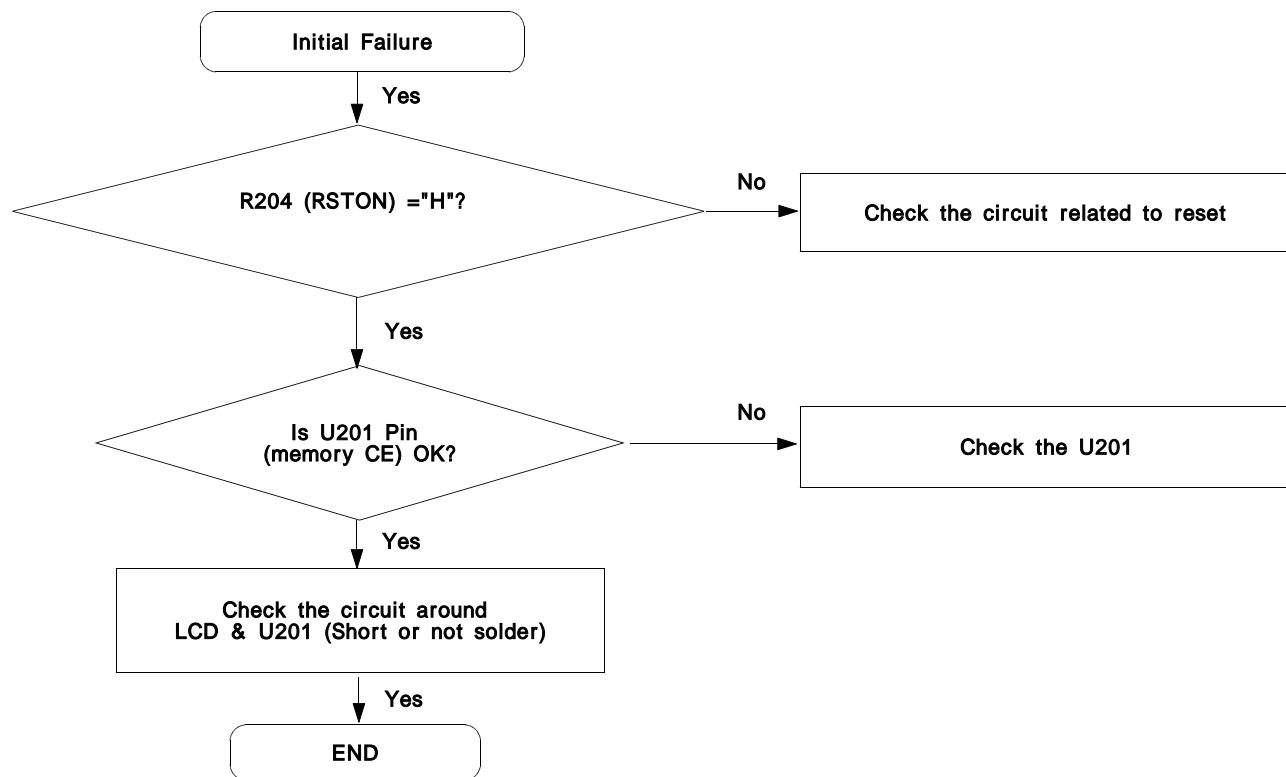 Initial Failure
Yes
R204 (RSTON) ="H"?
No
Check the circuit related to reset
Yes
Is U201 Pin
(memory CE) OK?
No
Check the U201
Yes
Check the circuit around
LCD & U201 (Short or not solder)
Yes
END